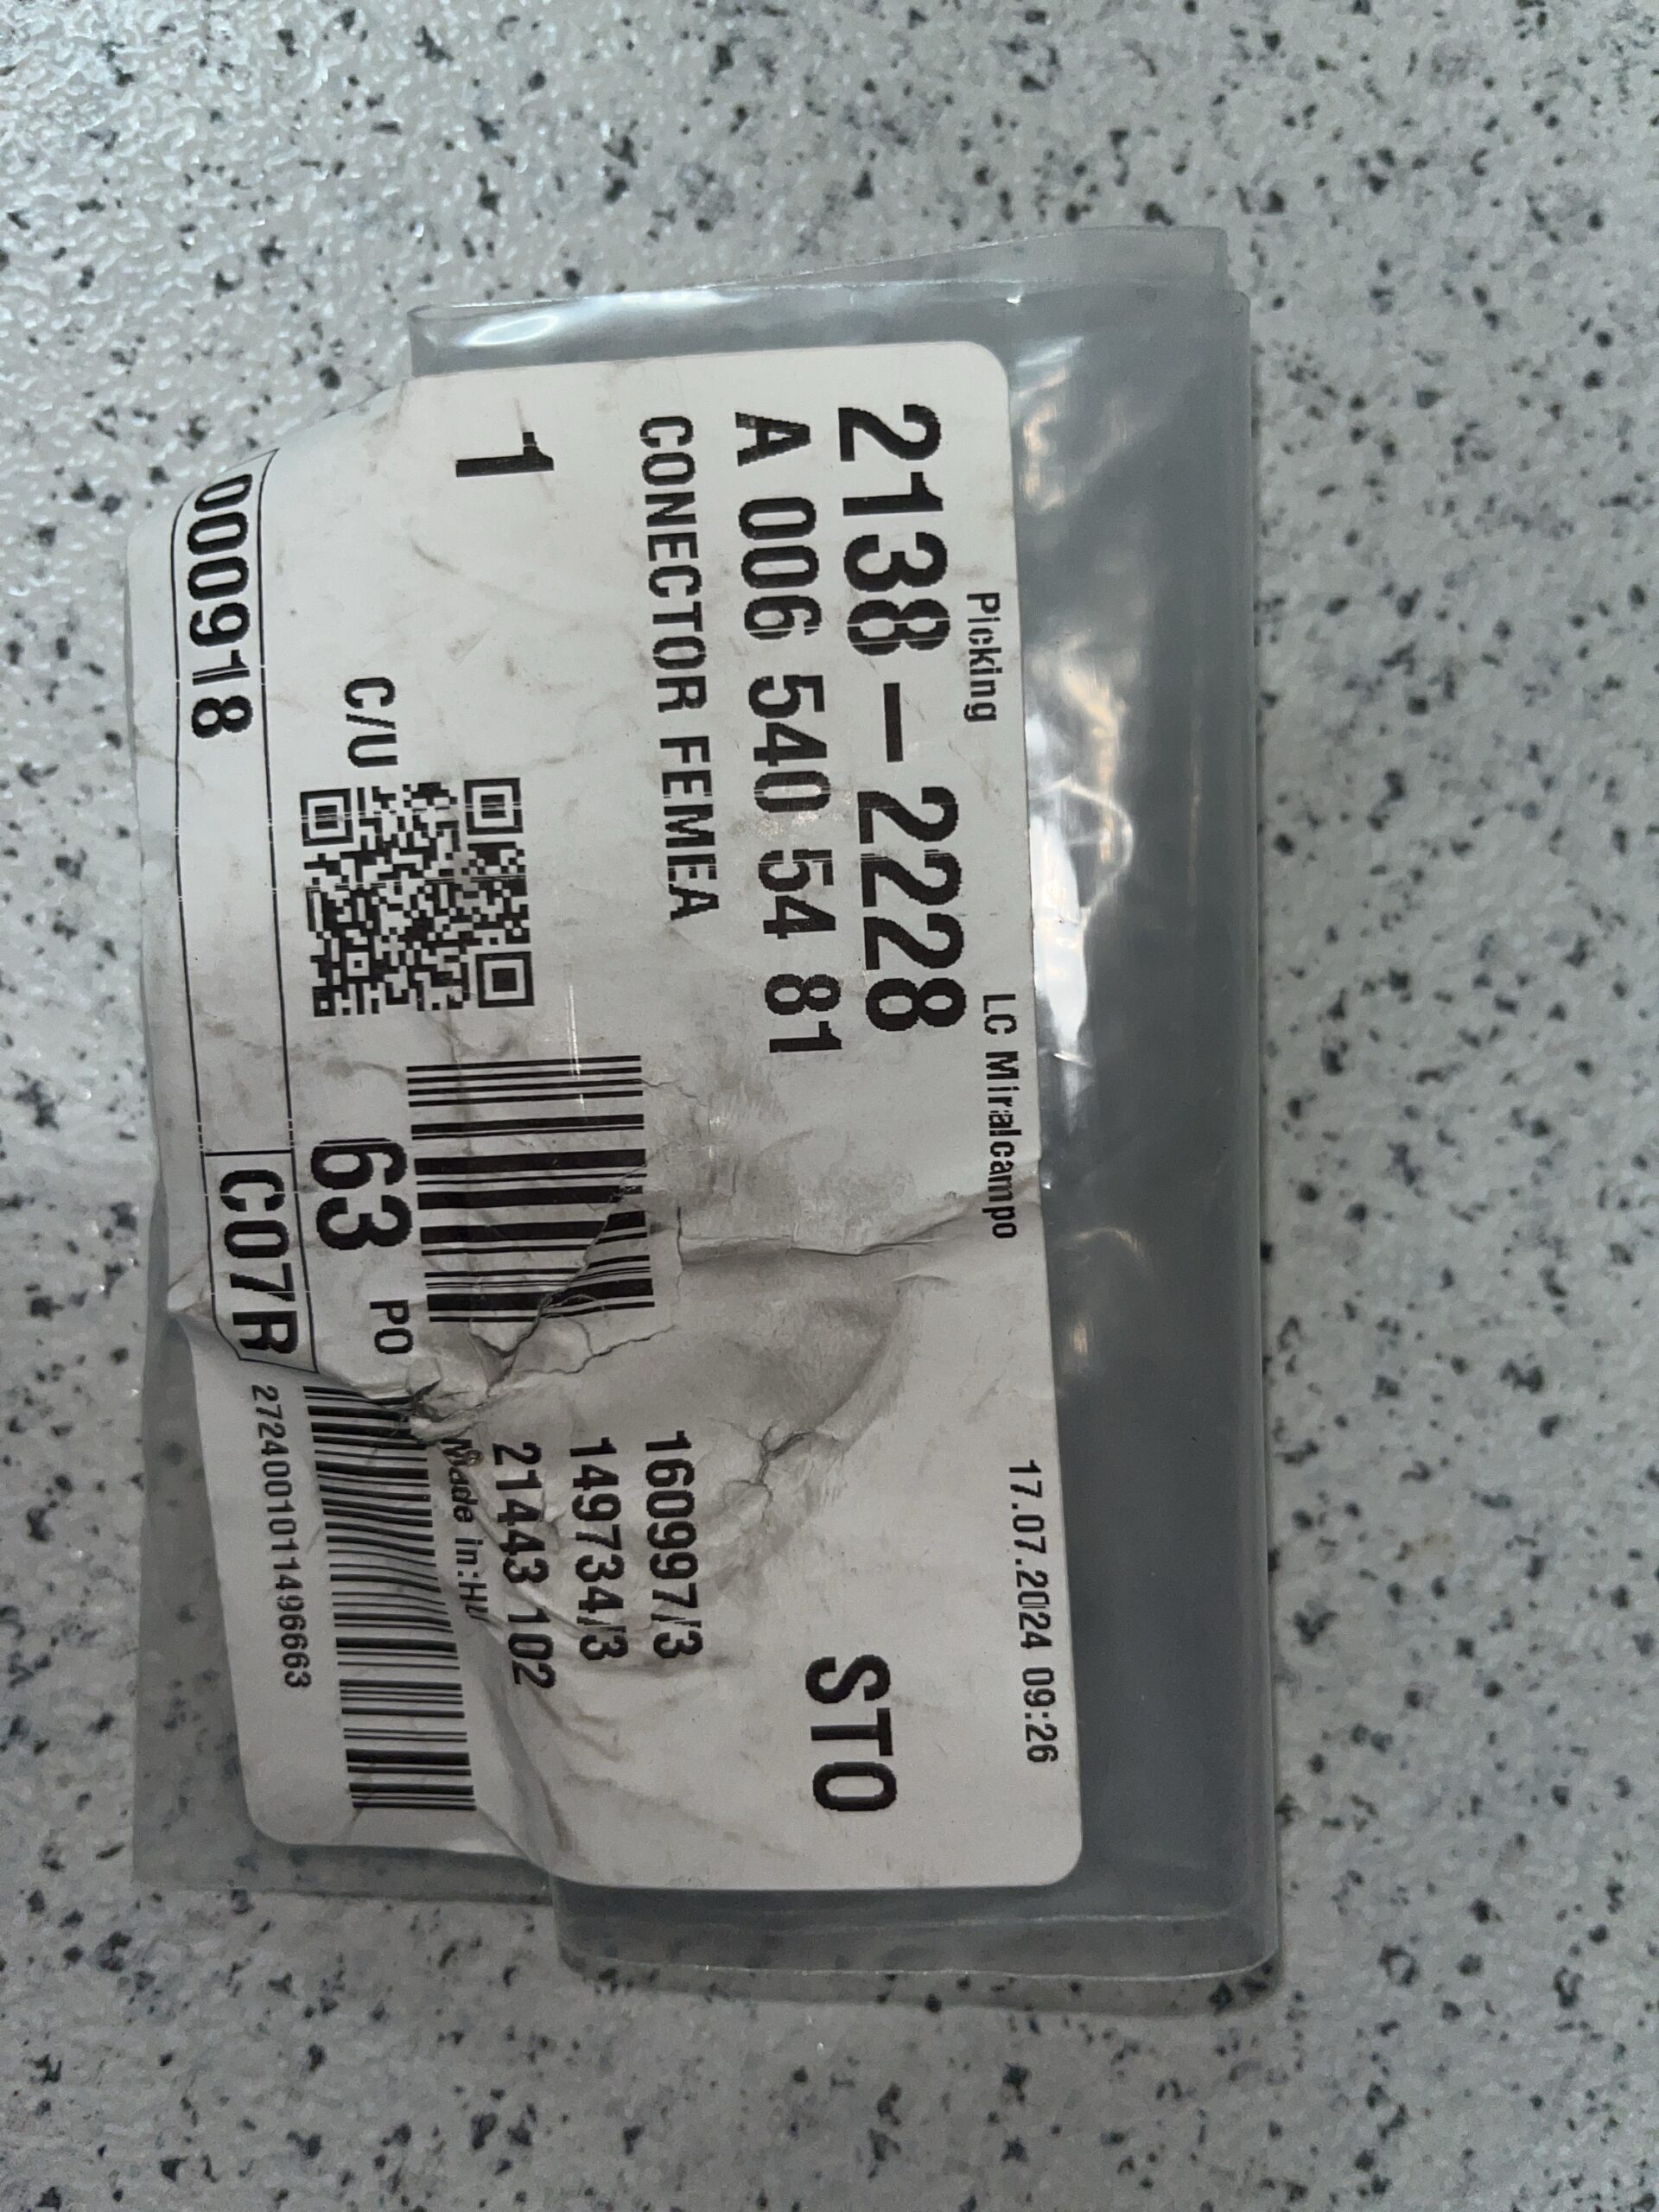 Picking LC Miralcampo 17.07.2024 09:26
2138-2228
STO
A 006 540 54 81
CONECTOR FEMEA
160997/3
149734/3
1
21443 102
Made in:HU
C/U
63 PO
000918
C07R
2724001011496663